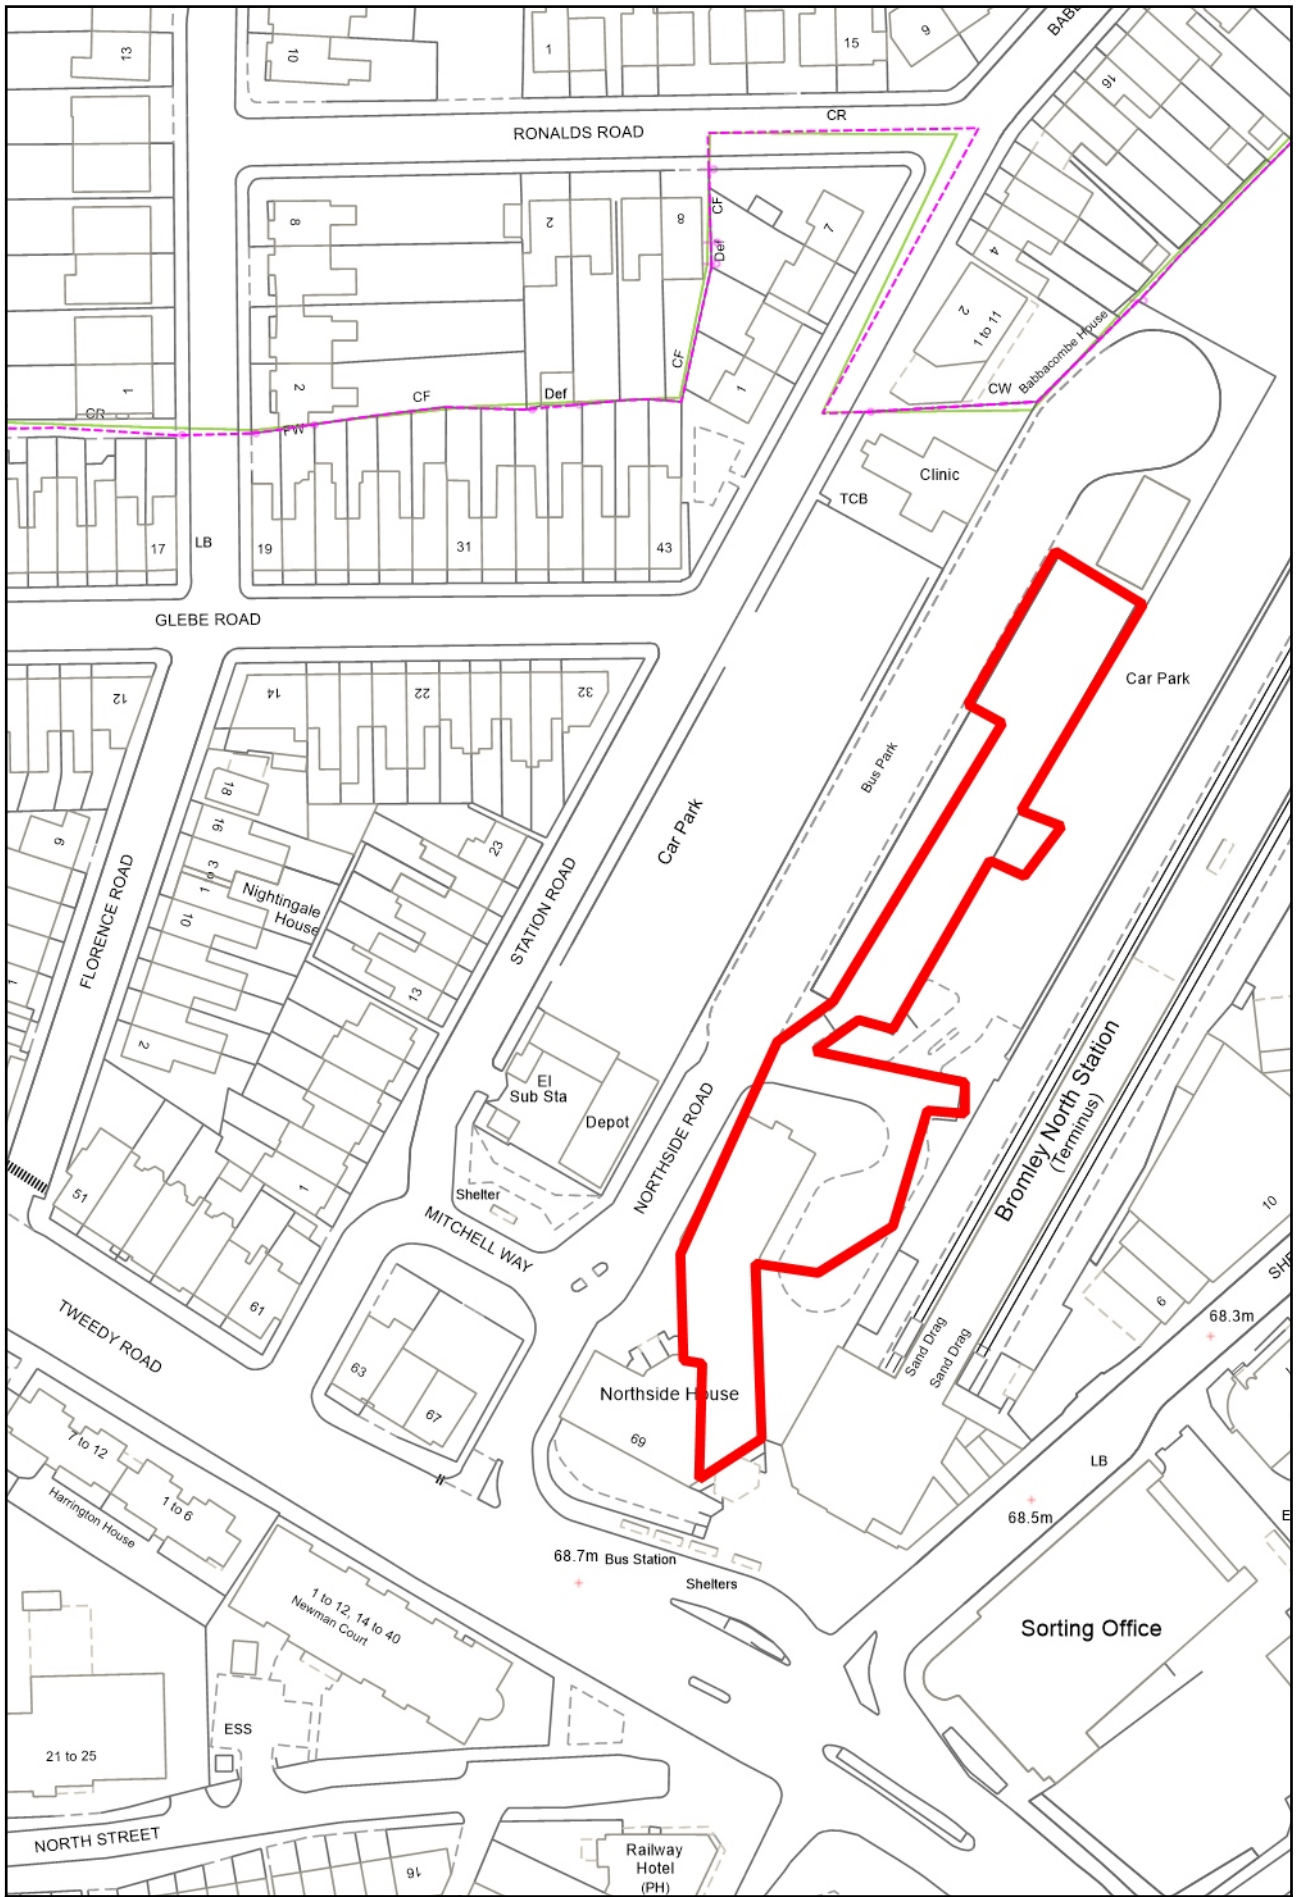 13
10
1
15
9
BABB
16
CR
RONALDS ROAD
8
2
8
CF
Def
7
4
2
1 to 11
Babbacombe House
CW
1
2
CF
Def
CF
1
CR
FW
Clinic
TCB
17
LB
19
31
43
GLEBE ROAD
12
14
22
32
Car Park
Bus Park
18
16
1 to 3
9
23
Car Park
Nightingale
House
10
FLORENCE ROAD
STATION ROAD
1
13
2
Bromley North Station
(Terminus)
El
Sub Sta
Depot
NORTHSIDE ROAD
51
1
Shelter
MITCHELL WAY
10
SHE
61
6
68.3m
TWEEDY ROAD
Sand Drag
Sand Drag
63
67
Northside House
69
7 to 12
1 to 6
Harrington House
LB
68.5m
E
68.7m Bus Station
Shelters
1 to 12, 14 to 40
Newman Court
Sorting Office
ESS
21 to 25
NORTH STREET
16
Railway
Hotel
(PH)